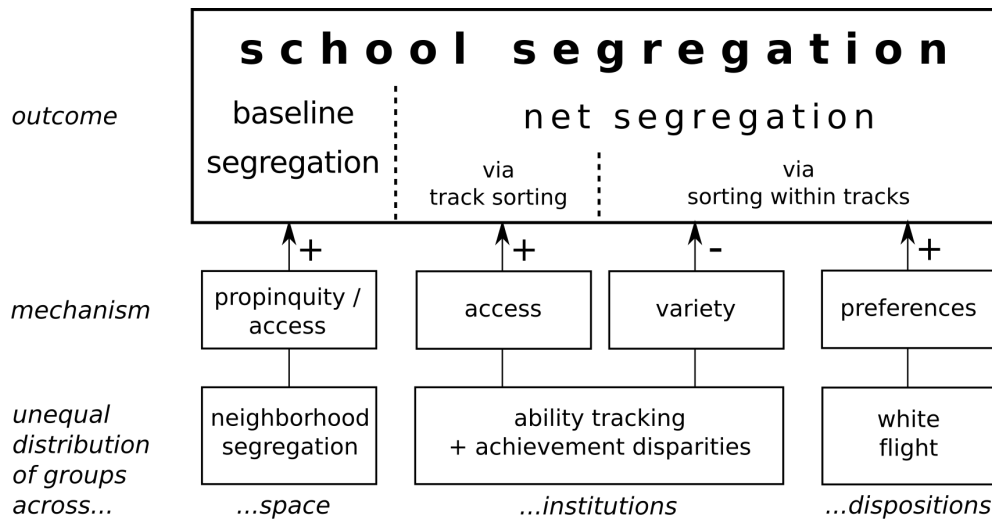 school segregation
outcome
baseline
segregation
net segregation
via
track sorting
via
sorting within tracks
+
+
-
+
mechanism
propinquity /
access
access
variety
preferences
unequal
distribution
of groups
across...
neighborhood
segregation
ability tracking
+ achievement disparities
white
flight
...space
...institutions
...dispositions